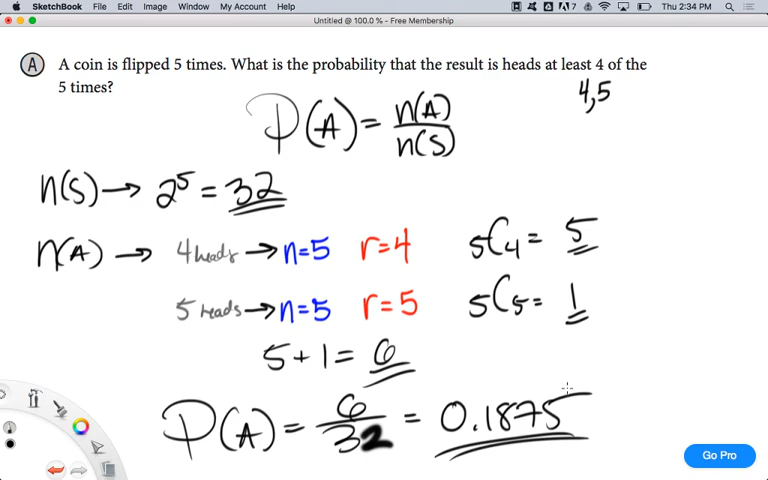 SketchBook File Edit Image Window My Account Help 7 Thu 2:34 PM
Untitled @ 100.0 % - Free Membership
A A coin is flipped 5 times. What is the probability that the result is heads at least 4 of the
5 times?
4,5
P(A) = n(A)/n(S)
n(S) → 2⁵ = 32
n(A) → 4 heads → n=5 r=4 5C4 = 5
5 heads → n=5 r=5 5C5 = 1
5 + 1 = 6
P(A) = 6/32 = 0.1875
Go Pro